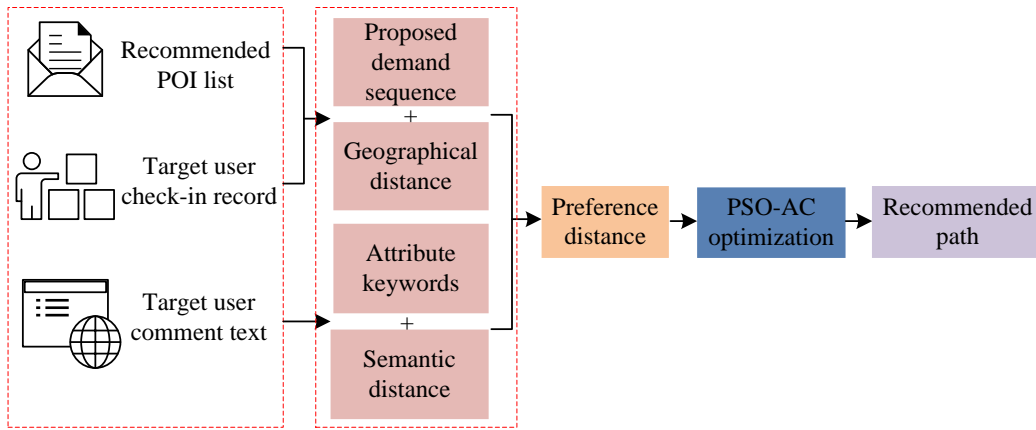 Recommended
POI list
Target user
check-in record
Target user
comment text
Proposed
demand
sequence
+
Geographical
distance
Attribute
keywords
+
Semantic
distance
Preference
distance
PSO-AC
optimization
Recommended
path